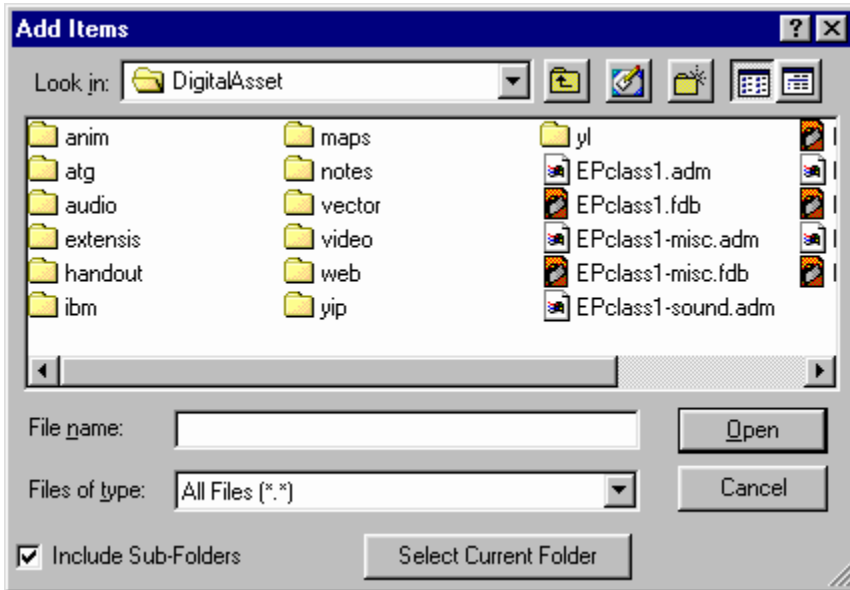 Add Items
Look in: DigitalAsset
anim
atg
audio
extensis
handout
ibm
maps
notes
vector
video
web
yip
yl
EPclass1.adm
EPclass1.fdb
EPclass1-misc.adm
EPclass1-misc.fdb
EPclass1-sound.adm
File name:
Open
Files of type: All Files (*.*)
Cancel
Include Sub-Folders
Select Current Folder